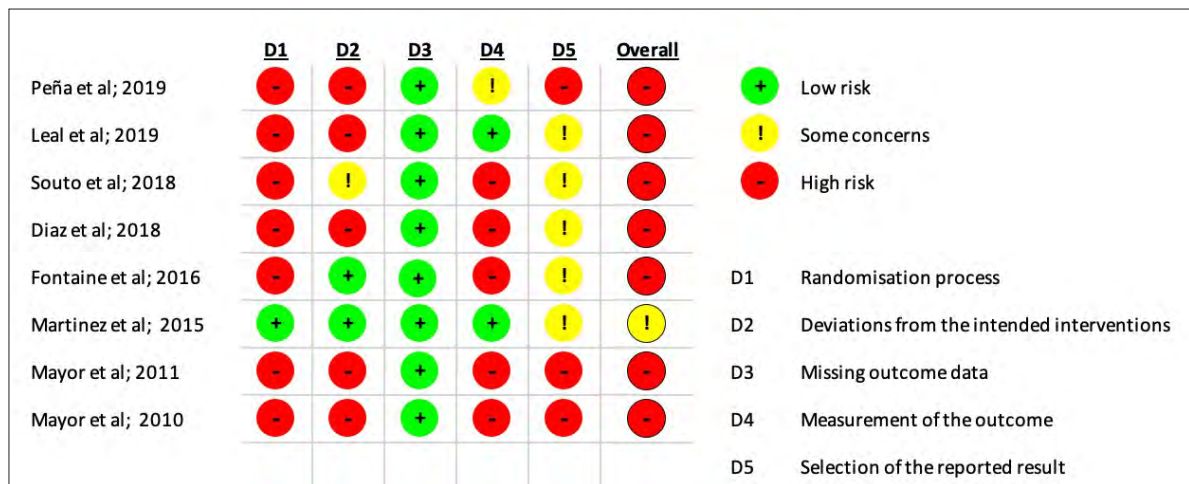 D1 D2 D3 D4 D5 Overall
Peña et al; 2019 - - + ! - - + Low risk
Leal et al; 2019 - - + + ! - ! Some concerns
Souto et al; 2018 - ! + - ! - - High risk
Diaz et al; 2018 - - + - ! -
Fontaine et al; 2016 - + + - ! - D1 Randomisation process
Martinez et al; 2015 + + + + ! ! D2 Deviations from the intended interventions
Mayor et al; 2011 - - + - - - D3 Missing outcome data
Mayor et al; 2010 - - + - - - D4 Measurement of the outcome
D5 Selection of the reported result